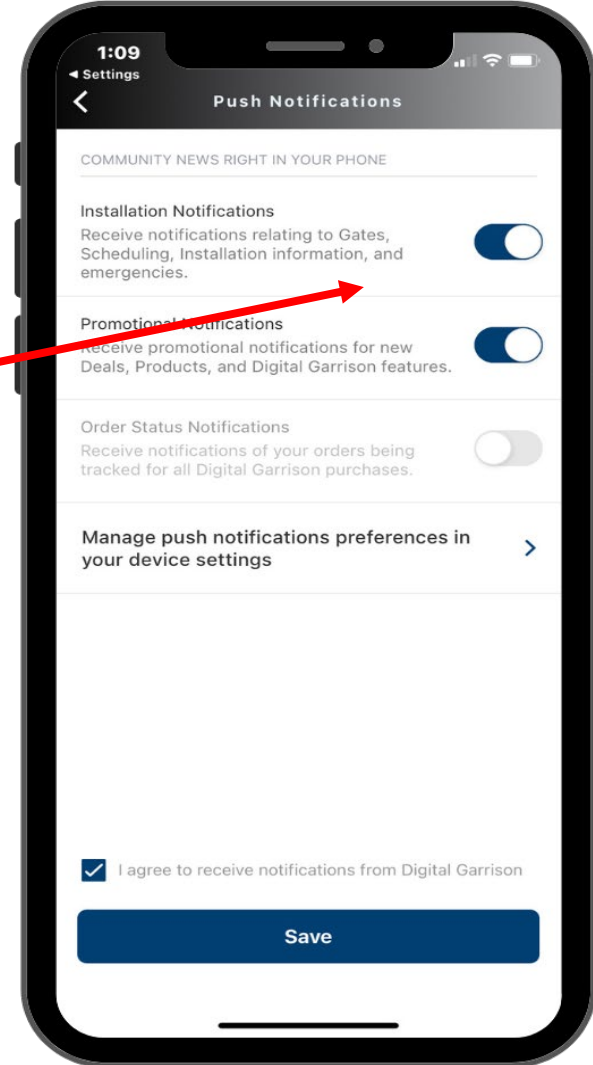 1:09
◄ Settings
Push Notifications
COMMUNITY NEWS RIGHT IN YOUR PHONE
Installation Notifications
Receive notifications relating to Gates,
Scheduling, Installation information, and
emergencies.
Promotional Notifications
Receive promotional notifications for new
Deals, Products, and Digital Garrison features.
Order Status Notifications
Receive notifications of your orders being
tracked for all Digital Garrison purchases.
Manage push notifications preferences in
your device settings
I agree to receive notifications from Digital Garrison
Save